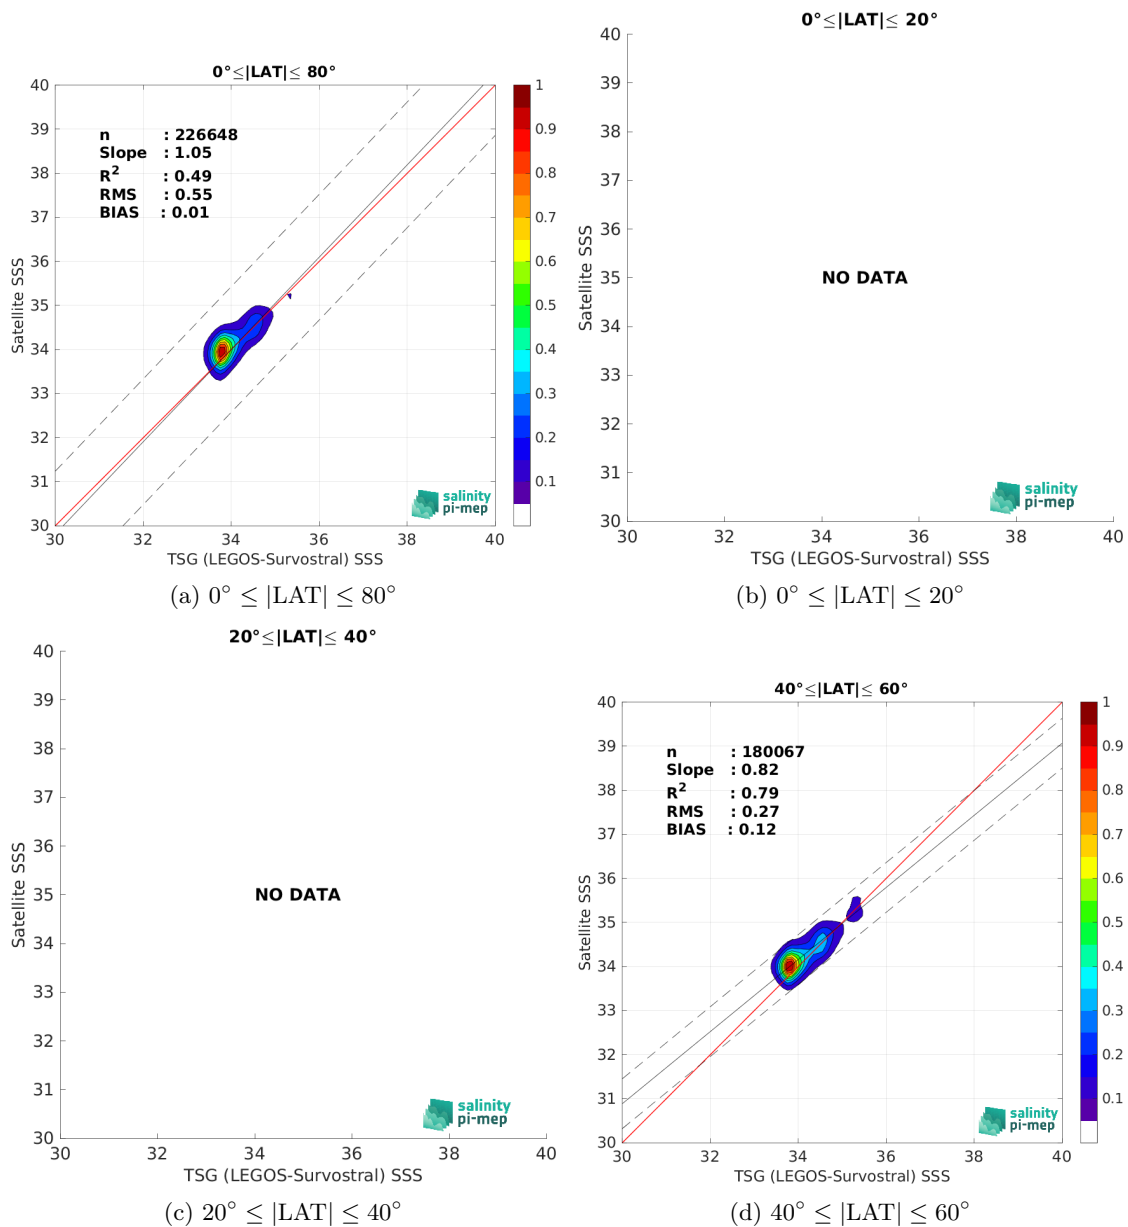 0°≤|LAT|≤ 80°
40
39
38
37
36
35
34
33
32
31
30
Satellite SSS
n : 226648
Slope : 1.05
R² : 0.49
RMS : 0.55
BIAS : 0.01
1
0.9
0.8
0.7
0.6
0.5
0.4
0.3
0.2
0.1
salinity
pi-mep
30 32 34 36 38 40
TSG (LEGOS-Survostral) SSS
(a) 0° ≤ |LAT| ≤ 80°
0°≤|LAT|≤ 20°
40
39
38
37
36
35
34
33
32
31
30
Satellite SSS
NO DATA
salinity
pi-mep
30 32 34 36 38 40
TSG (LEGOS-Survostral) SSS
(b) 0° ≤ |LAT| ≤ 20°
20°≤|LAT|≤ 40°
40
39
38
37
36
35
34
33
32
31
30
Satellite SSS
NO DATA
salinity
pi-mep
30 32 34 36 38 40
TSG (LEGOS-Survostral) SSS
(c) 20° ≤ |LAT| ≤ 40°
40°≤|LAT|≤ 60°
40
39
38
37
36
35
34
33
32
31
30
Satellite SSS
n : 180067
Slope : 0.82
R² : 0.79
RMS : 0.27
BIAS : 0.12
1
0.9
0.8
0.7
0.6
0.5
0.4
0.3
0.2
0.1
salinity
pi-mep
30 32 34 36 38 40
TSG (LEGOS-Survostral) SSS
(d) 40° ≤ |LAT| ≤ 60°